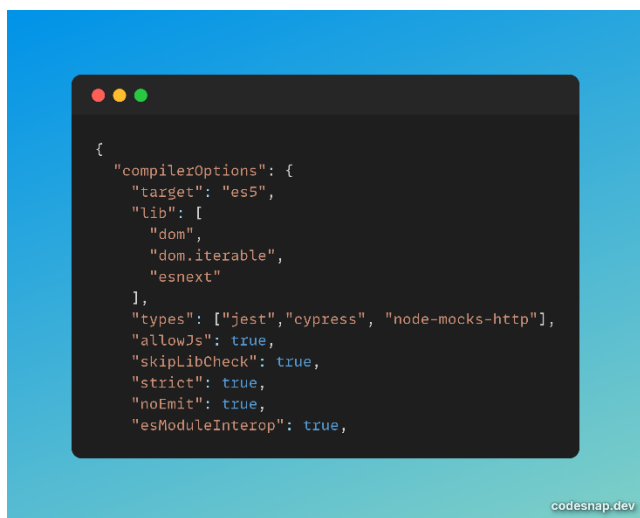 {
"compilerOptions": {
"target": "es5",
"lib": [
"dom",
"dom.iterable",
"esnext"
],
"types": ["jest","cypress", "node-mocks-http"],
"allowJs": true,
"skipLibCheck": true,
"strict": true,
"noEmit": true,
"esModuleInterop": true,
codesnap.dev